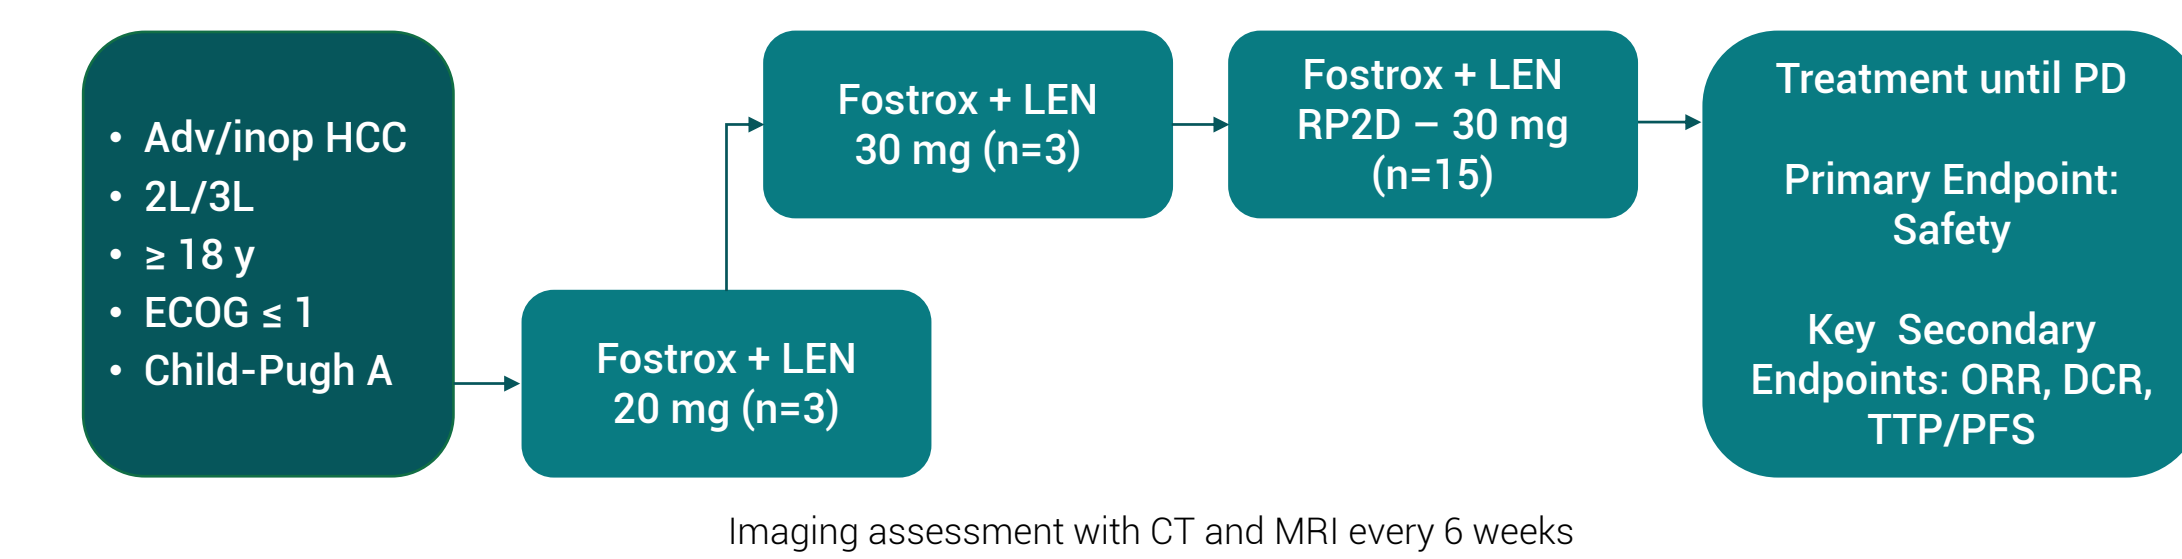 • Adv/inop HCC
• 2L/3L
• ≥ 18 y
• ECOG ≤ 1
• Child-Pugh A
Fostrox + LEN
20 mg (n=3)
Fostrox + LEN
30 mg (n=3)
Fostrox + LEN
RP2D – 30 mg
(n=15)
Treatment until PD
Primary Endpoint:
Safety
Key Secondary
Endpoints: ORR, DCR,
TTP/PFS
Imaging assessment with CT and MRI every 6 weeks